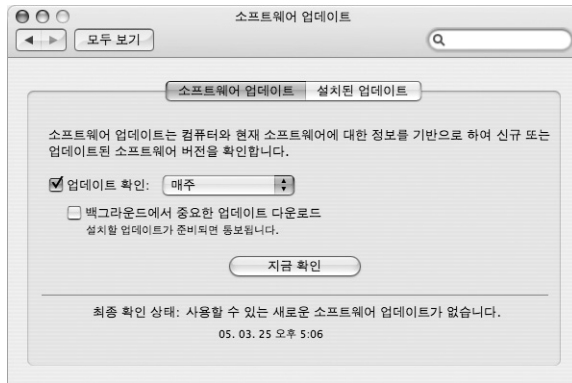 소프트웨어 업데이트
모두 보기
소프트웨어 업데이트 설치된 업데이트
소프트웨어 업데이트는 컴퓨터와 현재 소프트웨어에 대한 정보를 기반으로 하여 신규 또는
업데이트된 소프트웨어 버전을 확인합니다.
업데이트 확인: 매주
백그라운드에서 중요한 업데이트 다운로드
설치할 업데이트가 준비되면 통보됩니다.
지금 확인
최종 확인 상태: 사용할 수 있는 새로운 소프트웨어 업데이트가 없습니다.
05. 03. 25 오후 5:06